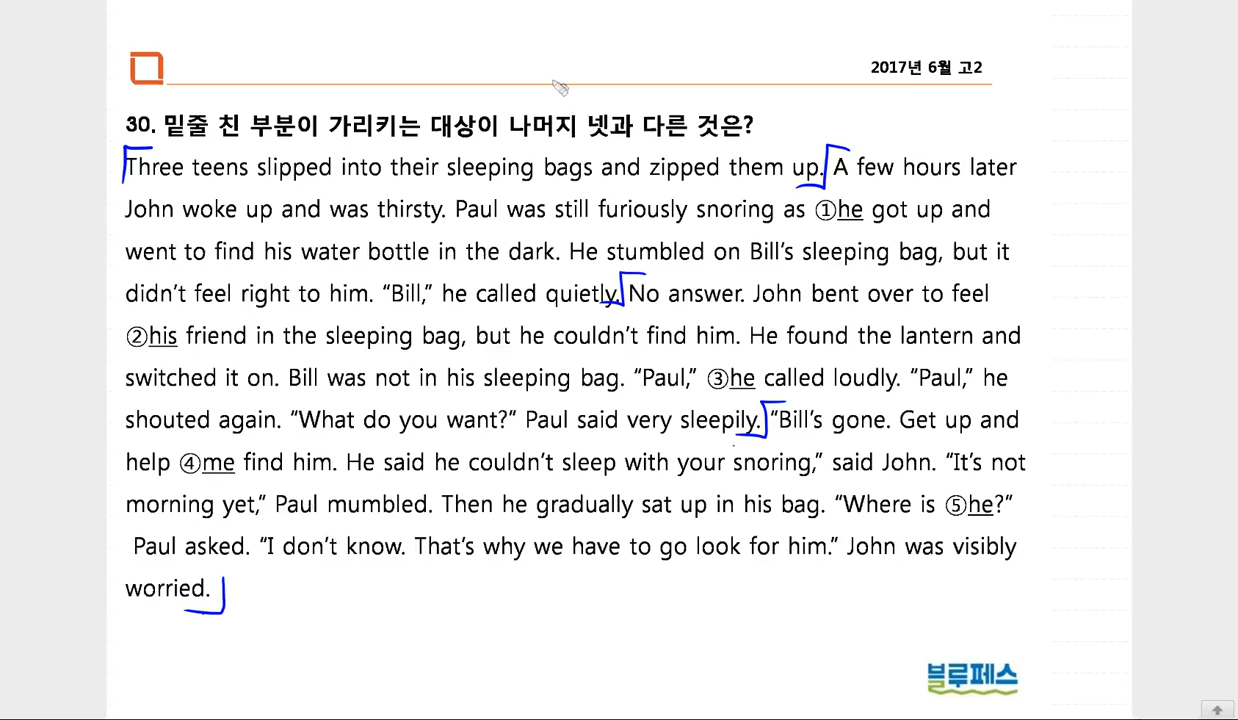 2017년 6월 고2
30. 밑줄 친 부분이 가리키는 대상이 나머지 넷과 다른 것은?
Three teens slipped into their sleeping bags and zipped them up. A few hours later
John woke up and was thirsty. Paul was still furiously snoring as ①he got up and
went to find his water bottle in the dark. He stumbled on Bill’s sleeping bag, but it
didn’t feel right to him. “Bill,” he called quietly. No answer. John bent over to feel
②his friend in the sleeping bag, but he couldn’t find him. He found the lantern and
switched it on. Bill was not in his sleeping bag. “Paul,” ③he called loudly. “Paul,” he
shouted again. “What do you want?” Paul said very sleepily. “Bill’s gone. Get up and
help ④me find him. He said he couldn’t sleep with your snoring,” said John. “It’s not
morning yet,” Paul mumbled. Then he gradually sat up in his bag. “Where is ⑤he?”
Paul asked. “I don’t know. That’s why we have to go look for him.” John was visibly
worried.
블루페스